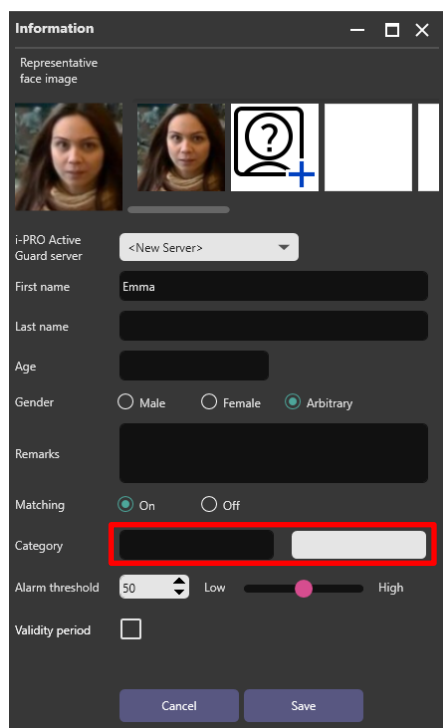 Information
Representative
face image
i-PRO Active
Guard server
<New Server>
First name
Emma
Last name
Age
Gender
Male
Female
Arbitrary
Remarks
Matching
On
Off
Category
Alarm threshold
50
Low
High
Validity period
Cancel
Save